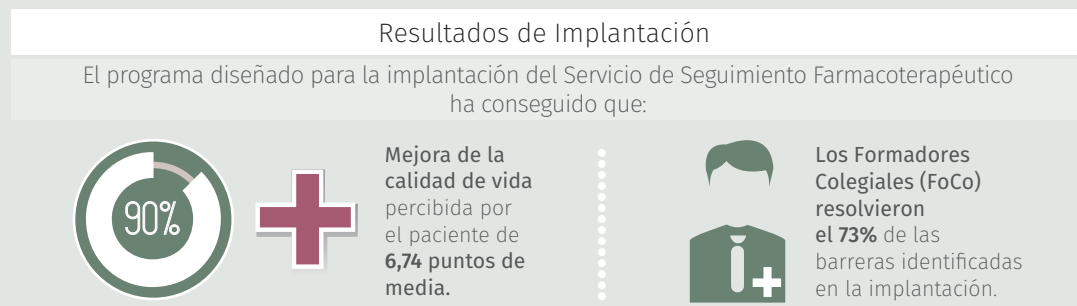 Resultados de Implantación
El programa diseñado para la implantación del Servicio de Seguimiento Farmacoterapéutico
ha conseguido que:
90%
Mejora de la
calidad de vida
percibida por
el paciente de
6,74 puntos de
media.
Los Formadores
Colegiales (FoCo)
resolvieron
el 73% de las
barreras identificadas
en la implantación.